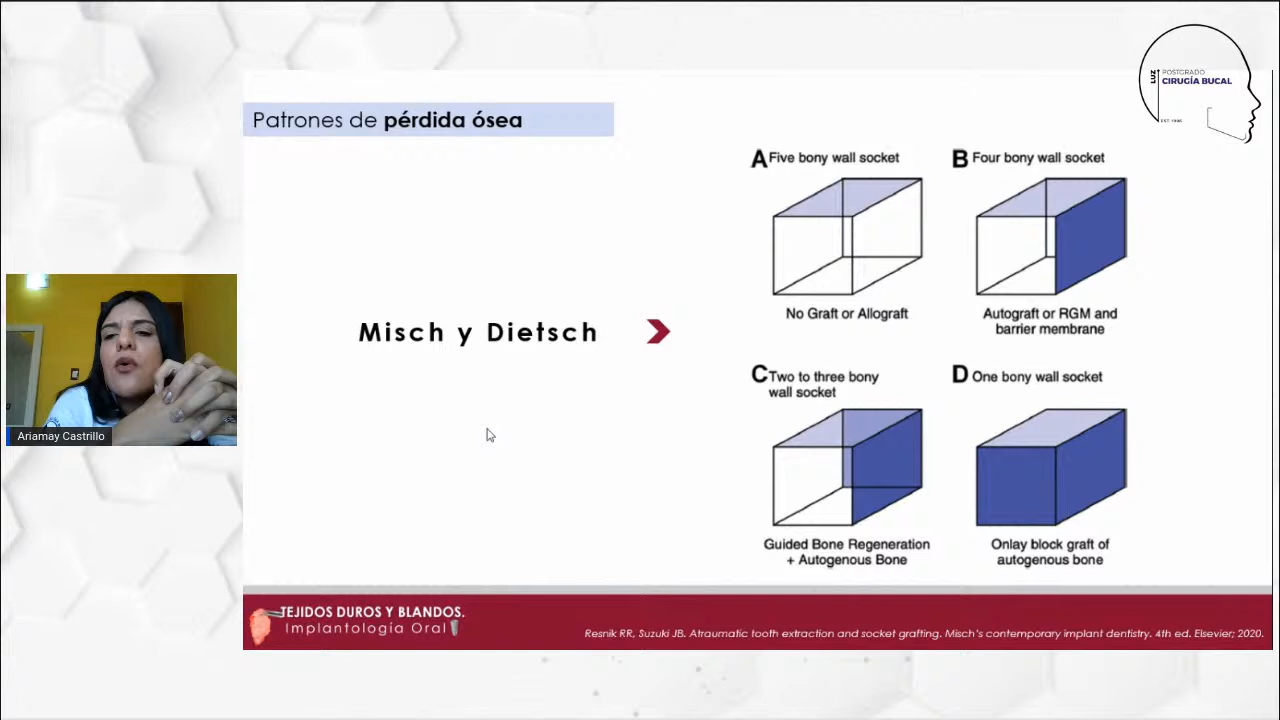 LUZ
POSTGRADO
CIRUGÍA BUCAL
EST. 1995
Patrones de pérdida ósea
A Five bony wall socket
No Graft or Allograft
B Four bony wall socket
Autograft or RGM and
barrier membrane
Misch y Dietsch
C Two to three bony
wall socket
Guided Bone Regeneration
+ Autogenous Bone
D One bony wall socket
Onlay block graft of
autogenous bone
Ariamay Castrillo
TEJIDOS DUROS Y BLANDOS.
Implantología Oral
Resnik RR, Suzuki JB. Atraumatic tooth extraction and socket grafting. Misch's contemporary implant dentistry. 4th ed. Elsevier; 2020.